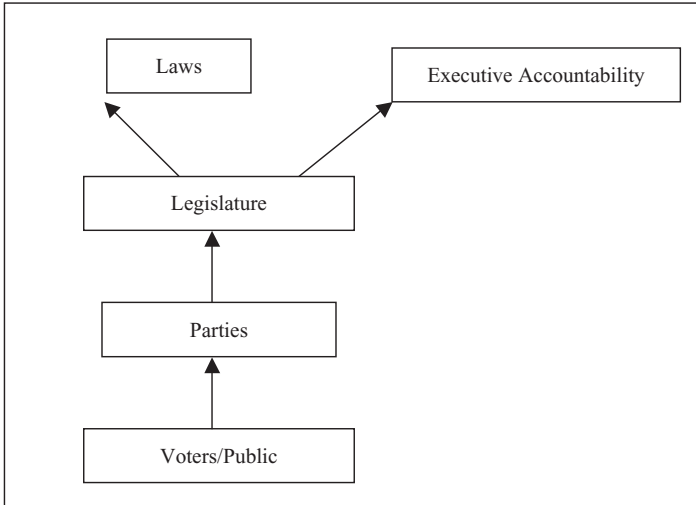 Laws
Executive Accountability
Legislature
Parties
Voters/Public